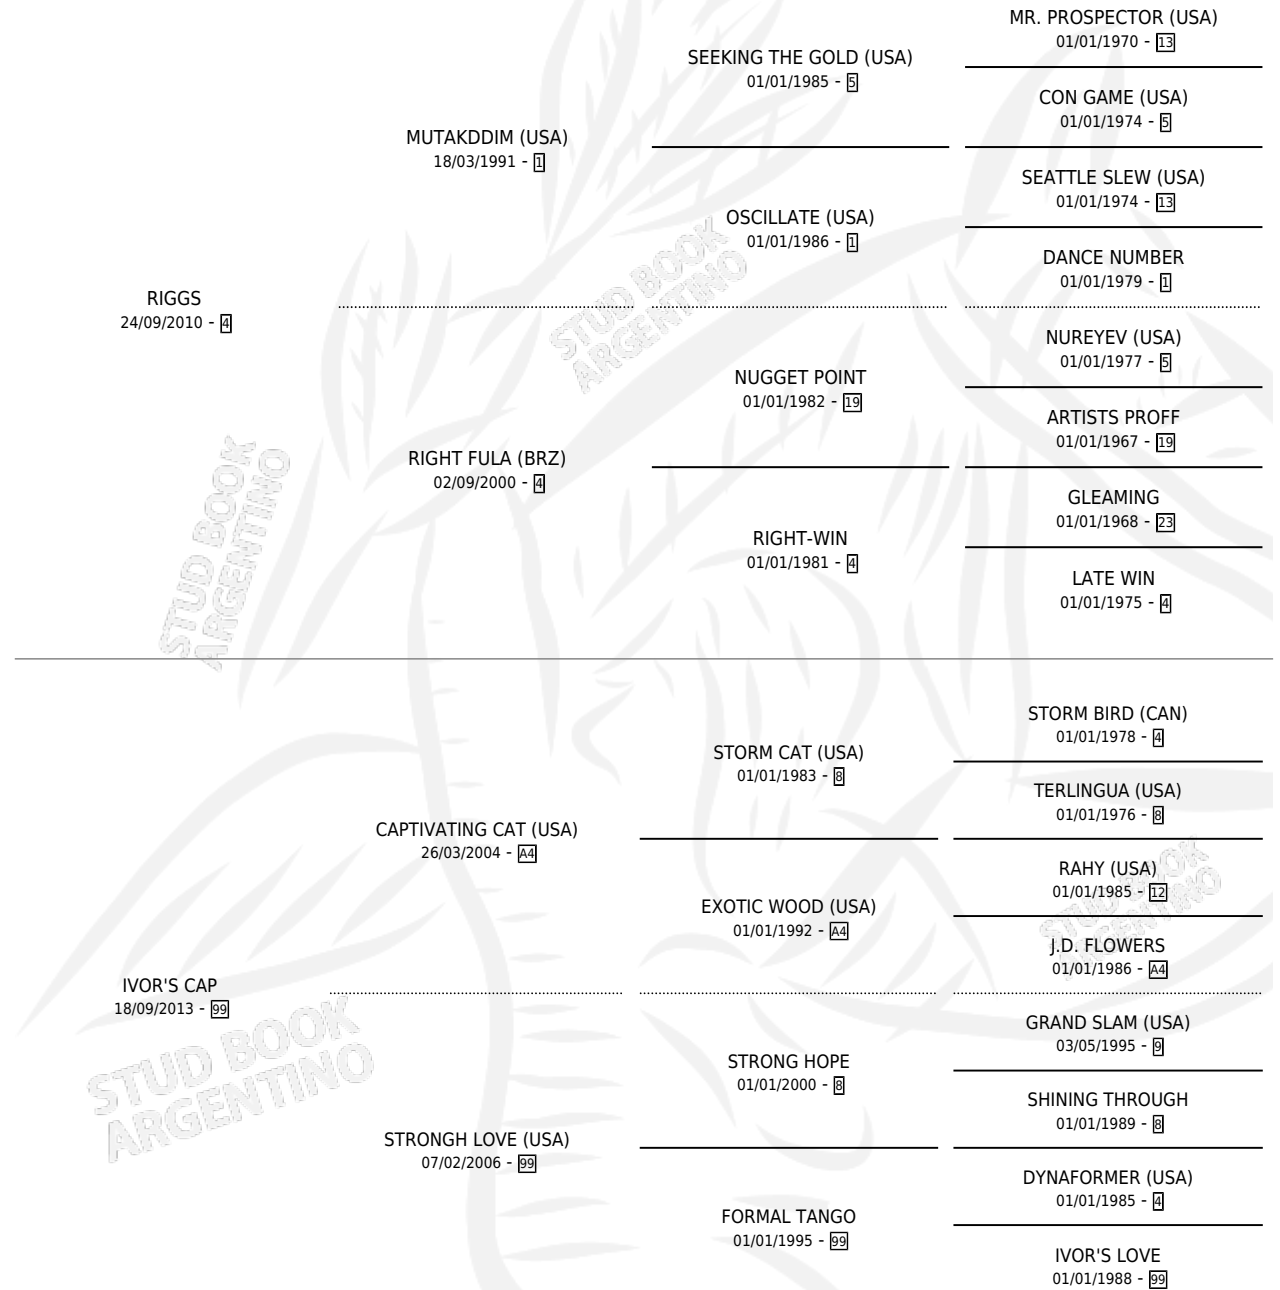 MR. PROSPECTOR (USA)
01/01/1970 - 13
SEEKING THE GOLD (USA)
01/01/1985 - 5
CON GAME (USA)
01/01/1974 - 5
MUTAKDDIM (USA)
18/03/1991 - 1
SEATTLE SLEW (USA)
01/01/1974 - 13
OSCILLATE (USA)
01/01/1986 - 1
DANCE NUMBER
01/01/1979 - 1
STUD BOOK
ARGENTINO
RIGGS
24/09/2010 - 4
NUREYEV (USA)
01/01/1977 - 5
NUGGET POINT
01/01/1982 - 19
ARTISTS PROFF
01/01/1967 - 19
RIGHT FULA (BRZ)
02/09/2000 - 4
GLEAMING
01/01/1968 - 23
RIGHT-WIN
01/01/1981 - 4
LATE WIN
01/01/1975 - 4
STUD BOOK
ARGENTINO
STORM BIRD (CAN)
01/01/1978 - 4
STORM CAT (USA)
01/01/1983 - 8
TERLINGUA (USA)
01/01/1976 - 8
CAPTIVATING CAT (USA)
26/03/2004 - A4
RAHY (USA)
01/01/1985 - 12
EXOTIC WOOD (USA)
01/01/1992 - A4
J.D. FLOWERS
01/01/1986 - A4
STUD BOOK
ARGENTINO
IVOR'S CAP
18/09/2013 - 99
GRAND SLAM (USA)
03/05/1995 - 9
STRONG HOPE
01/01/2000 - 8
SHINING THROUGH
01/01/1989 - 8
STUD BOOK
ARGENTINO
STRONGH LOVE (USA)
07/02/2006 - 99
DYNAFORMER (USA)
01/01/1985 - 4
FORMAL TANGO
01/01/1995 - 99
IVOR'S LOVE
01/01/1988 - 99